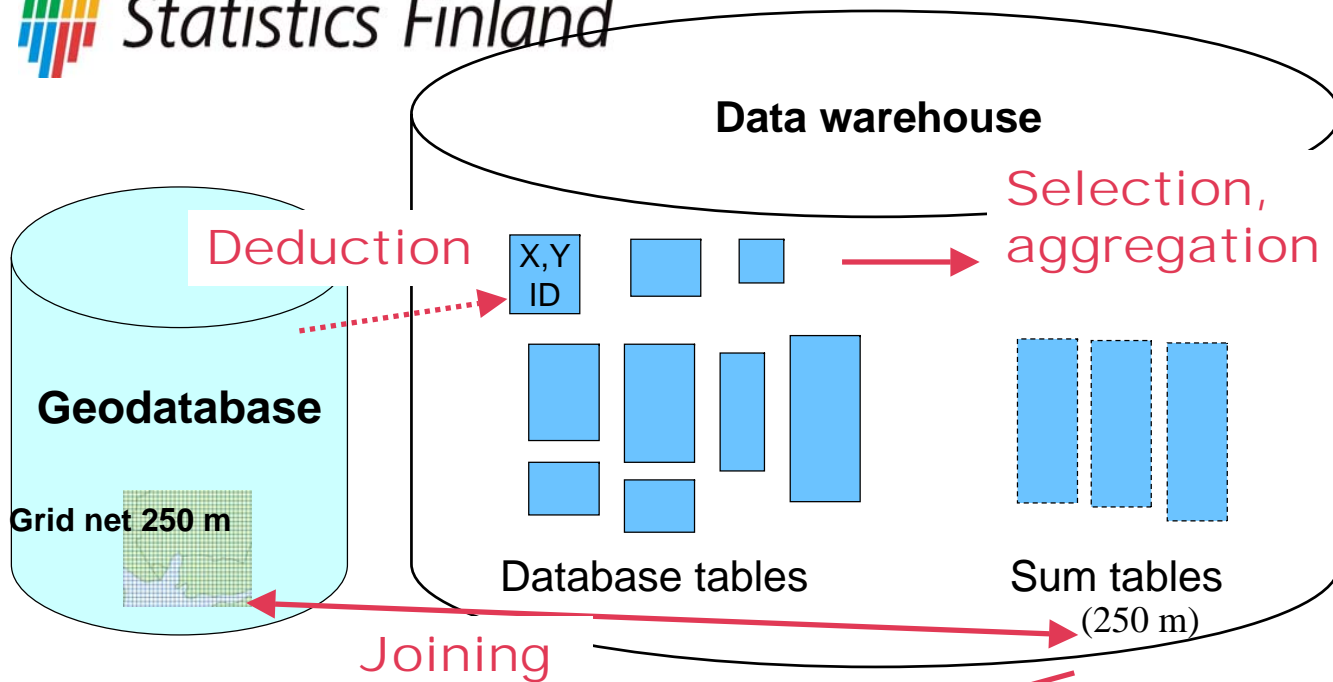 Statistics Finland
Data warehouse
Selection,
aggregation
Deduction
X,Y
ID
Geodatabase
Grid net 250 m
Database tables
Sum tables
(250 m)
Joining